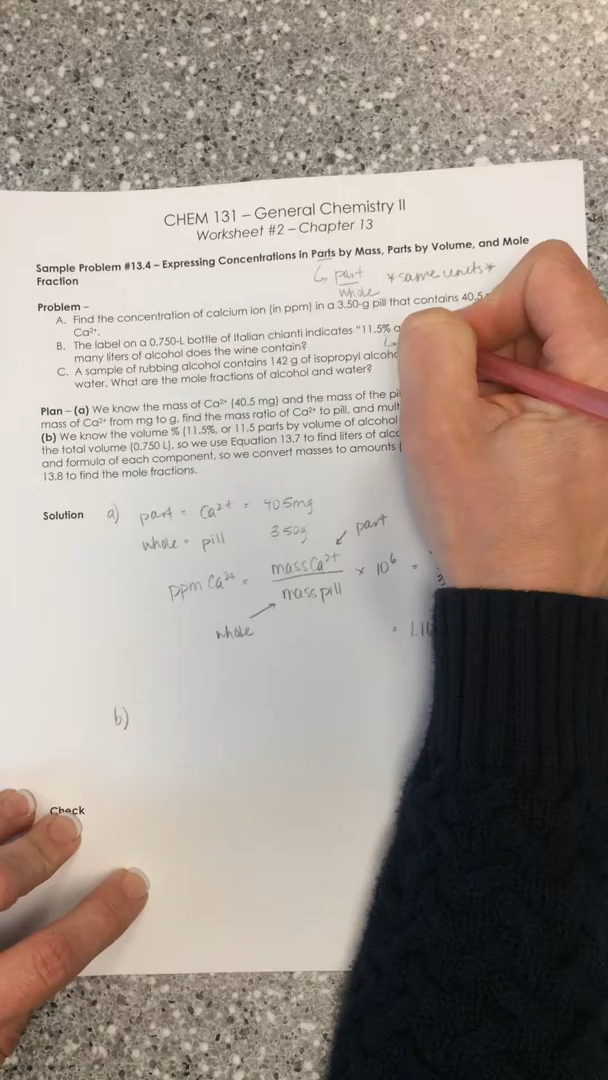 CHEM 131 – General Chemistry II
Worksheet #2 – Chapter 13
Sample Problem #13.4 – Expressing Concentrations in Parts by Mass, Parts by Volume, and Mole
Fraction
part *same units*
whole
Problem –
A. Find the concentration of calcium ion (in ppm) in a 3.50-g pill that contains 40.5
Ca²⁺.
B. The label on a 0.750-L bottle of Italian chianti indicates "11.5%
many liters of alcohol does the wine contain?
C. A sample of rubbing alcohol contains 142 g of isopropyl
water. What are the mole fractions of alcohol and water?
Plan – (a) We know the mass of Ca²⁺ (40.5 mg) and the mass of the
mass of Ca²⁺ from mg to g, find the mass ratio of Ca²⁺ to pill, and
(b) We know the volume % (11.5%, or 11.5 parts by volume of alcohol
the total volume (0.750 L), so we use Equation 13.7 to find liters of
and formula of each component, so we convert masses to amounts
13.8 to find the mole fractions.
Solution a) part = Ca²⁺ = 40.5mg
whole = pill 3.50g
part
ppm Ca²⁺ = mass Ca²⁺ / mass pill × 10⁶ =
whole
=
b)
Check